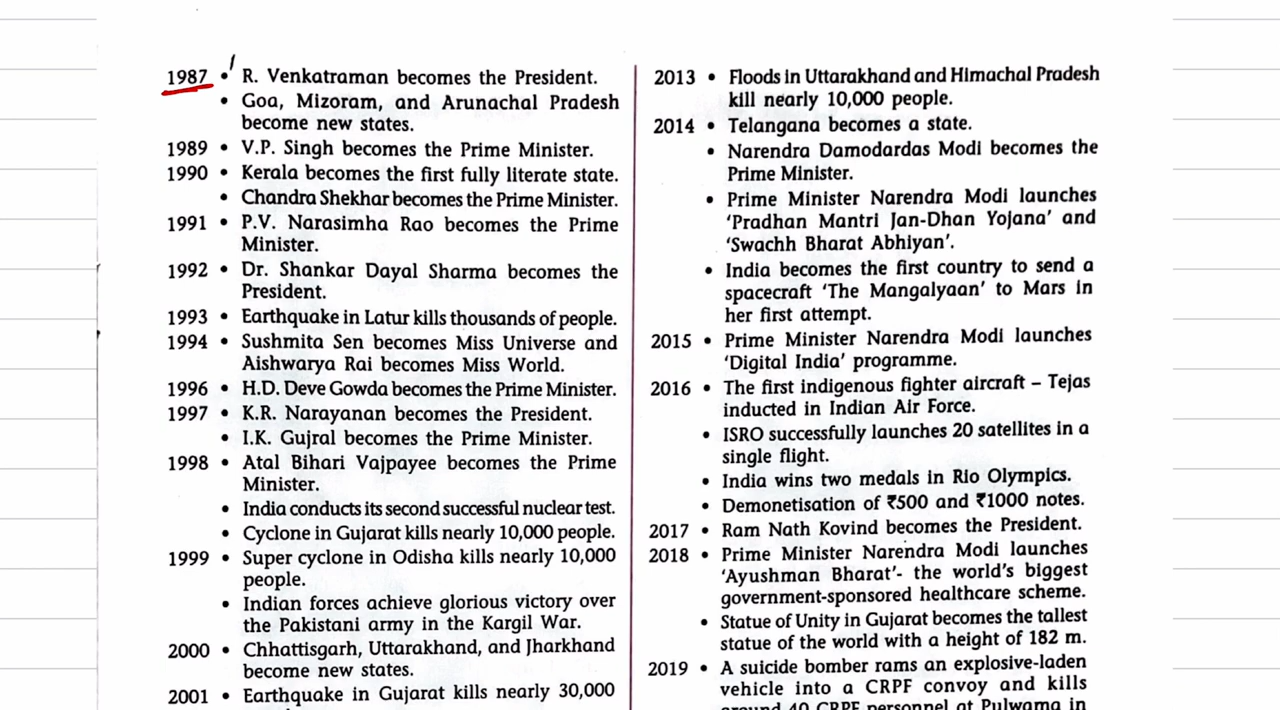 1987 • R. Venkatraman becomes the President.
• Goa, Mizoram, and Arunachal Pradesh
become new states.
1989 • V.P. Singh becomes the Prime Minister.
1990 • Kerala becomes the first fully literate state.
• Chandra Shekhar becomes the Prime Minister.
1991 • P.V. Narasimha Rao becomes the Prime
Minister.
1992 • Dr. Shankar Dayal Sharma becomes the
President.
1993 • Earthquake in Latur kills thousands of people.
1994 • Sushmita Sen becomes Miss Universe and
Aishwarya Rai becomes Miss World.
1996 • H.D. Deve Gowda becomes the Prime Minister.
1997 • K.R. Narayanan becomes the President.
• I.K. Gujral becomes the Prime Minister.
1998 • Atal Bihari Vajpayee becomes the Prime
Minister.
• India conducts its second successful nuclear test.
• Cyclone in Gujarat kills nearly 10,000 people.
1999 • Super cyclone in Odisha kills nearly 10,000
people.
• Indian forces achieve glorious victory over
the Pakistani army in the Kargil War.
2000 • Chhattisgarh, Uttarakhand, and Jharkhand
become new states.
2001 • Earthquake in Gujarat kills nearly 30,000
2013 • Floods in Uttarakhand and Himachal Pradesh
kill nearly 10,000 people.
2014 • Telangana becomes a state.
• Narendra Damodardas Modi becomes the
Prime Minister.
• Prime Minister Narendra Modi launches
‘Pradhan Mantri Jan-Dhan Yojana’ and
‘Swachh Bharat Abhiyan’.
• India becomes the first country to send a
spacecraft ‘The Mangalyaan’ to Mars in
her first attempt.
2015 • Prime Minister Narendra Modi launches
‘Digital India’ programme.
2016 • The first indigenous fighter aircraft – Tejas
inducted in Indian Air Force.
• ISRO successfully launches 20 satellites in a
single flight.
• India wins two medals in Rio Olympics.
• Demonetisation of ₹500 and ₹1000 notes.
2017 • Ram Nath Kovind becomes the President.
2018 • Prime Minister Narendra Modi launches
‘Ayushman Bharat’- the world’s biggest
government-sponsored healthcare scheme.
• Statue of Unity in Gujarat becomes the tallest
statue of the world with a height of 182 m.
2019 • A suicide bomber rams an explosive-laden
vehicle into a CRPF convoy and kills
around 40 CRPF personnel at Pulwama in